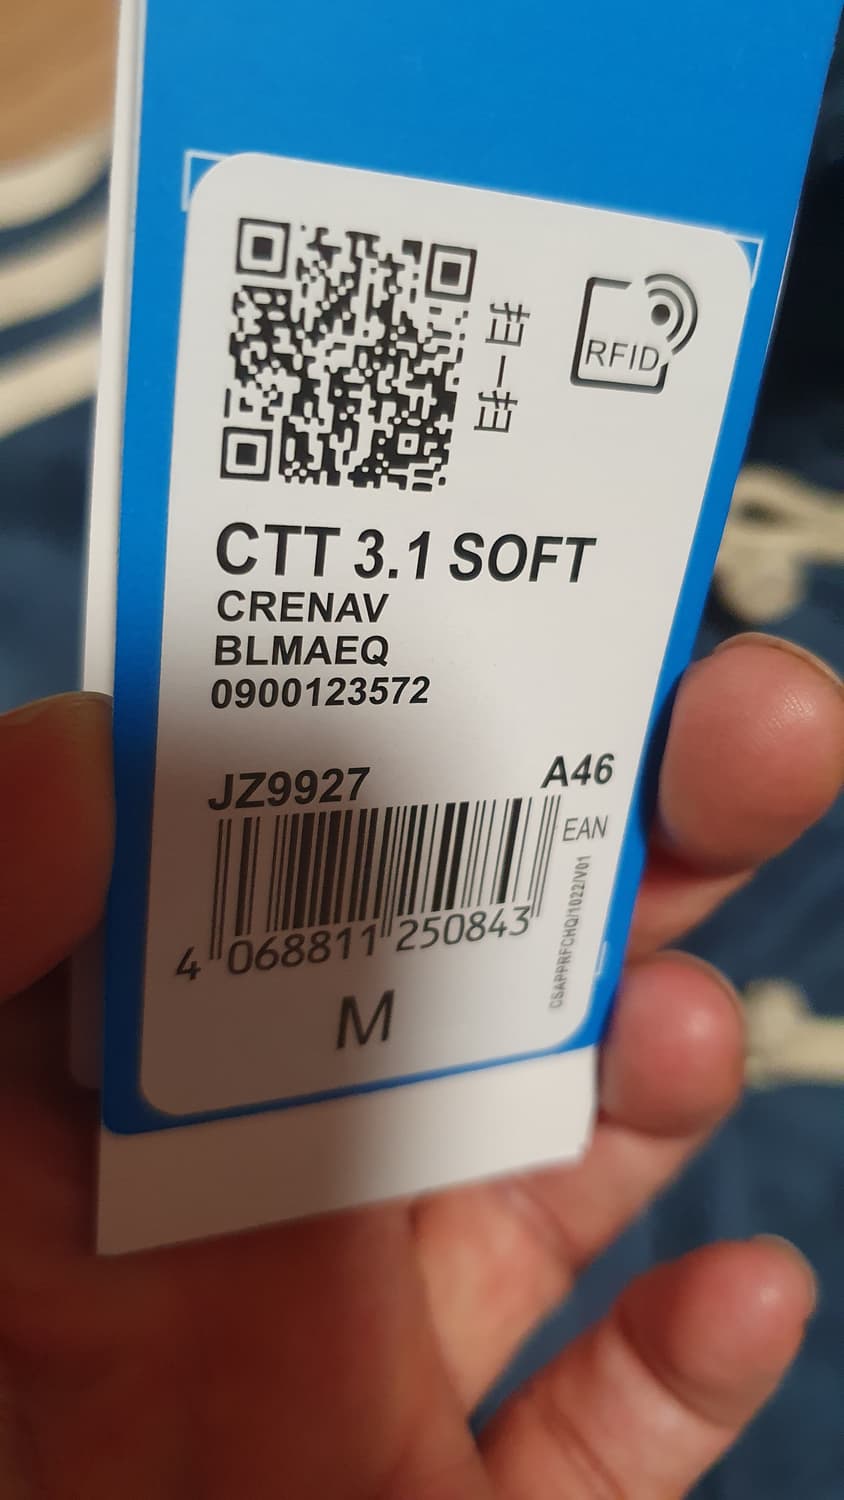 扫一扫
RFID
CTT 3.1 SOFT
CRENAV
BLMAEQ
0900123572
JZ9927
A46
EAN
4 068811 250843
CSAPPRFCHQ/1022/V01
M